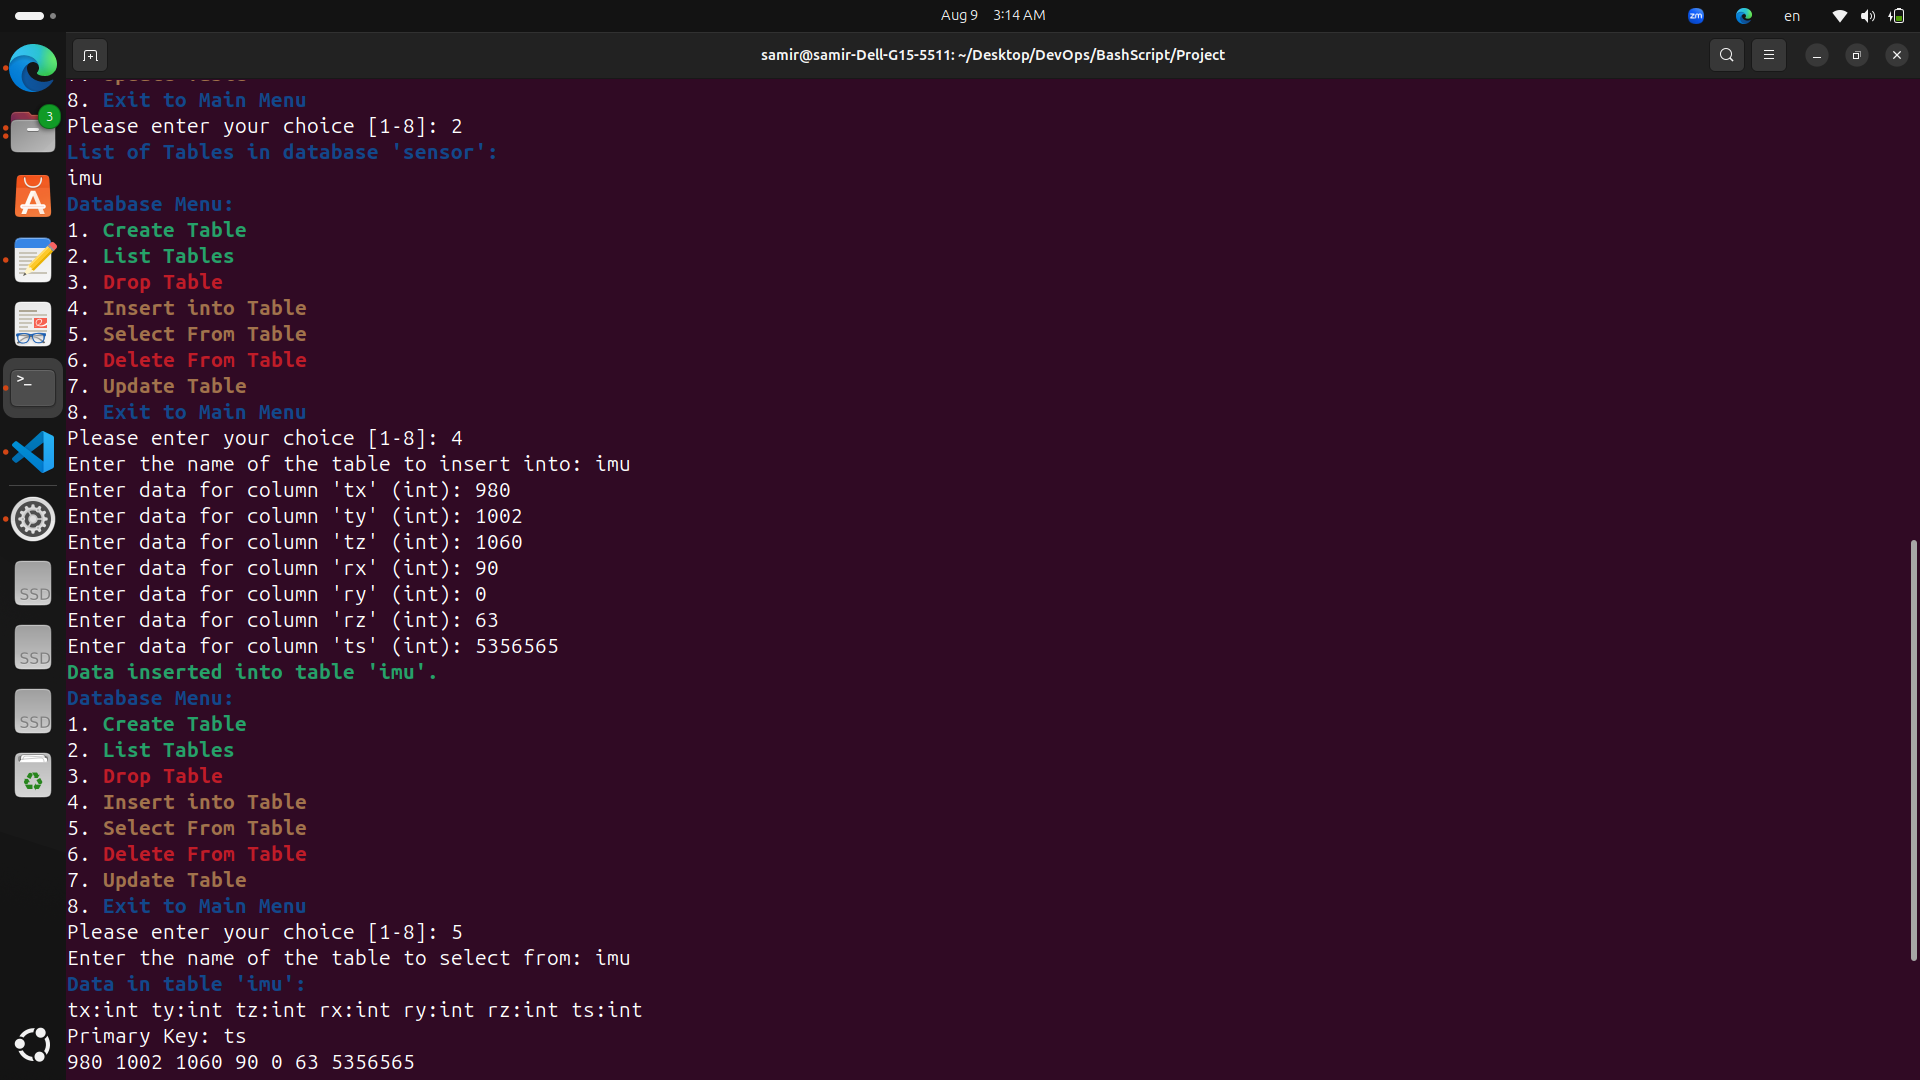 Aug 9 3:14 AM
zm
en
samir@samir-Dell-G15-5511: ~/Desktop/DevOps/BashScript/Project
3
8. Exit to Main Menu
Please enter your choice [1-8]: 2
List of Tables in database 'sensor':
imu
Database Menu:
1. Create Table
2. List Tables
3. Drop Table
4. Insert into Table
5. Select From Table
6. Delete From Table
7. Update Table
8. Exit to Main Menu
Please enter your choice [1-8]: 4
Enter the name of the table to insert into: imu
Enter data for column 'tx' (int): 980
Enter data for column 'ty' (int): 1002
Enter data for column 'tz' (int): 1060
Enter data for column 'rx' (int): 90
Enter data for column 'ry' (int): 0
Enter data for column 'rz' (int): 63
Enter data for column 'ts' (int): 5356565
Data inserted into table 'imu'.
Database Menu:
1. Create Table
2. List Tables
3. Drop Table
4. Insert into Table
5. Select From Table
6. Delete From Table
7. Update Table
8. Exit to Main Menu
Please enter your choice [1-8]: 5
Enter the name of the table to select from: imu
Data in table 'imu':
tx:int ty:int tz:int rx:int ry:int rz:int ts:int
Primary Key: ts
980 1002 1060 90 0 63 5356565
>_
SSD
SSD
SSD